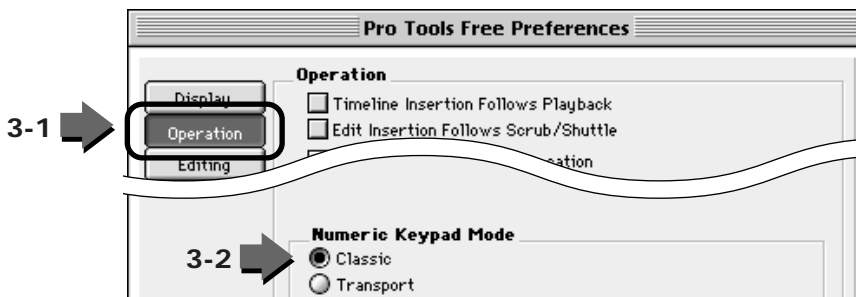 Pro Tools Free Preferences
Operation
Display
Timeline Insertion Follows Playback
3-1
Operation
Edit Insertion Follows Scrub/Shuttle
Editing
Numeric Keypad Mode
3-2
Classic
Transport